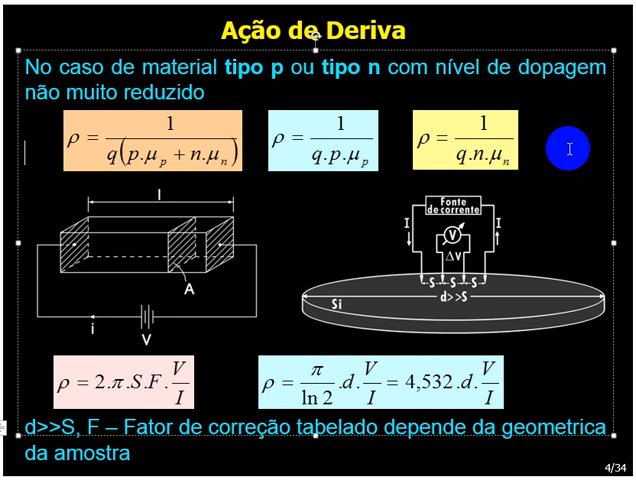 Ação de Deriva
No caso de material tipo p ou tipo n com nível de dopagem
não muito reduzido
ρ = 1 / q(p.μp + n.μn)
ρ = 1 / q.p.μp
ρ = 1 / q.n.μn
l
A
i
V
Fonte
de corrente
I
I
V
ΔV
S S S
d>>S
Si
ρ = 2.π.S.F. V / I
ρ = π / ln 2 .d. V / I = 4,532.d. V / I
d>>S, F – Fator de correção tabelado depende da geometrica
da amostra
4/34